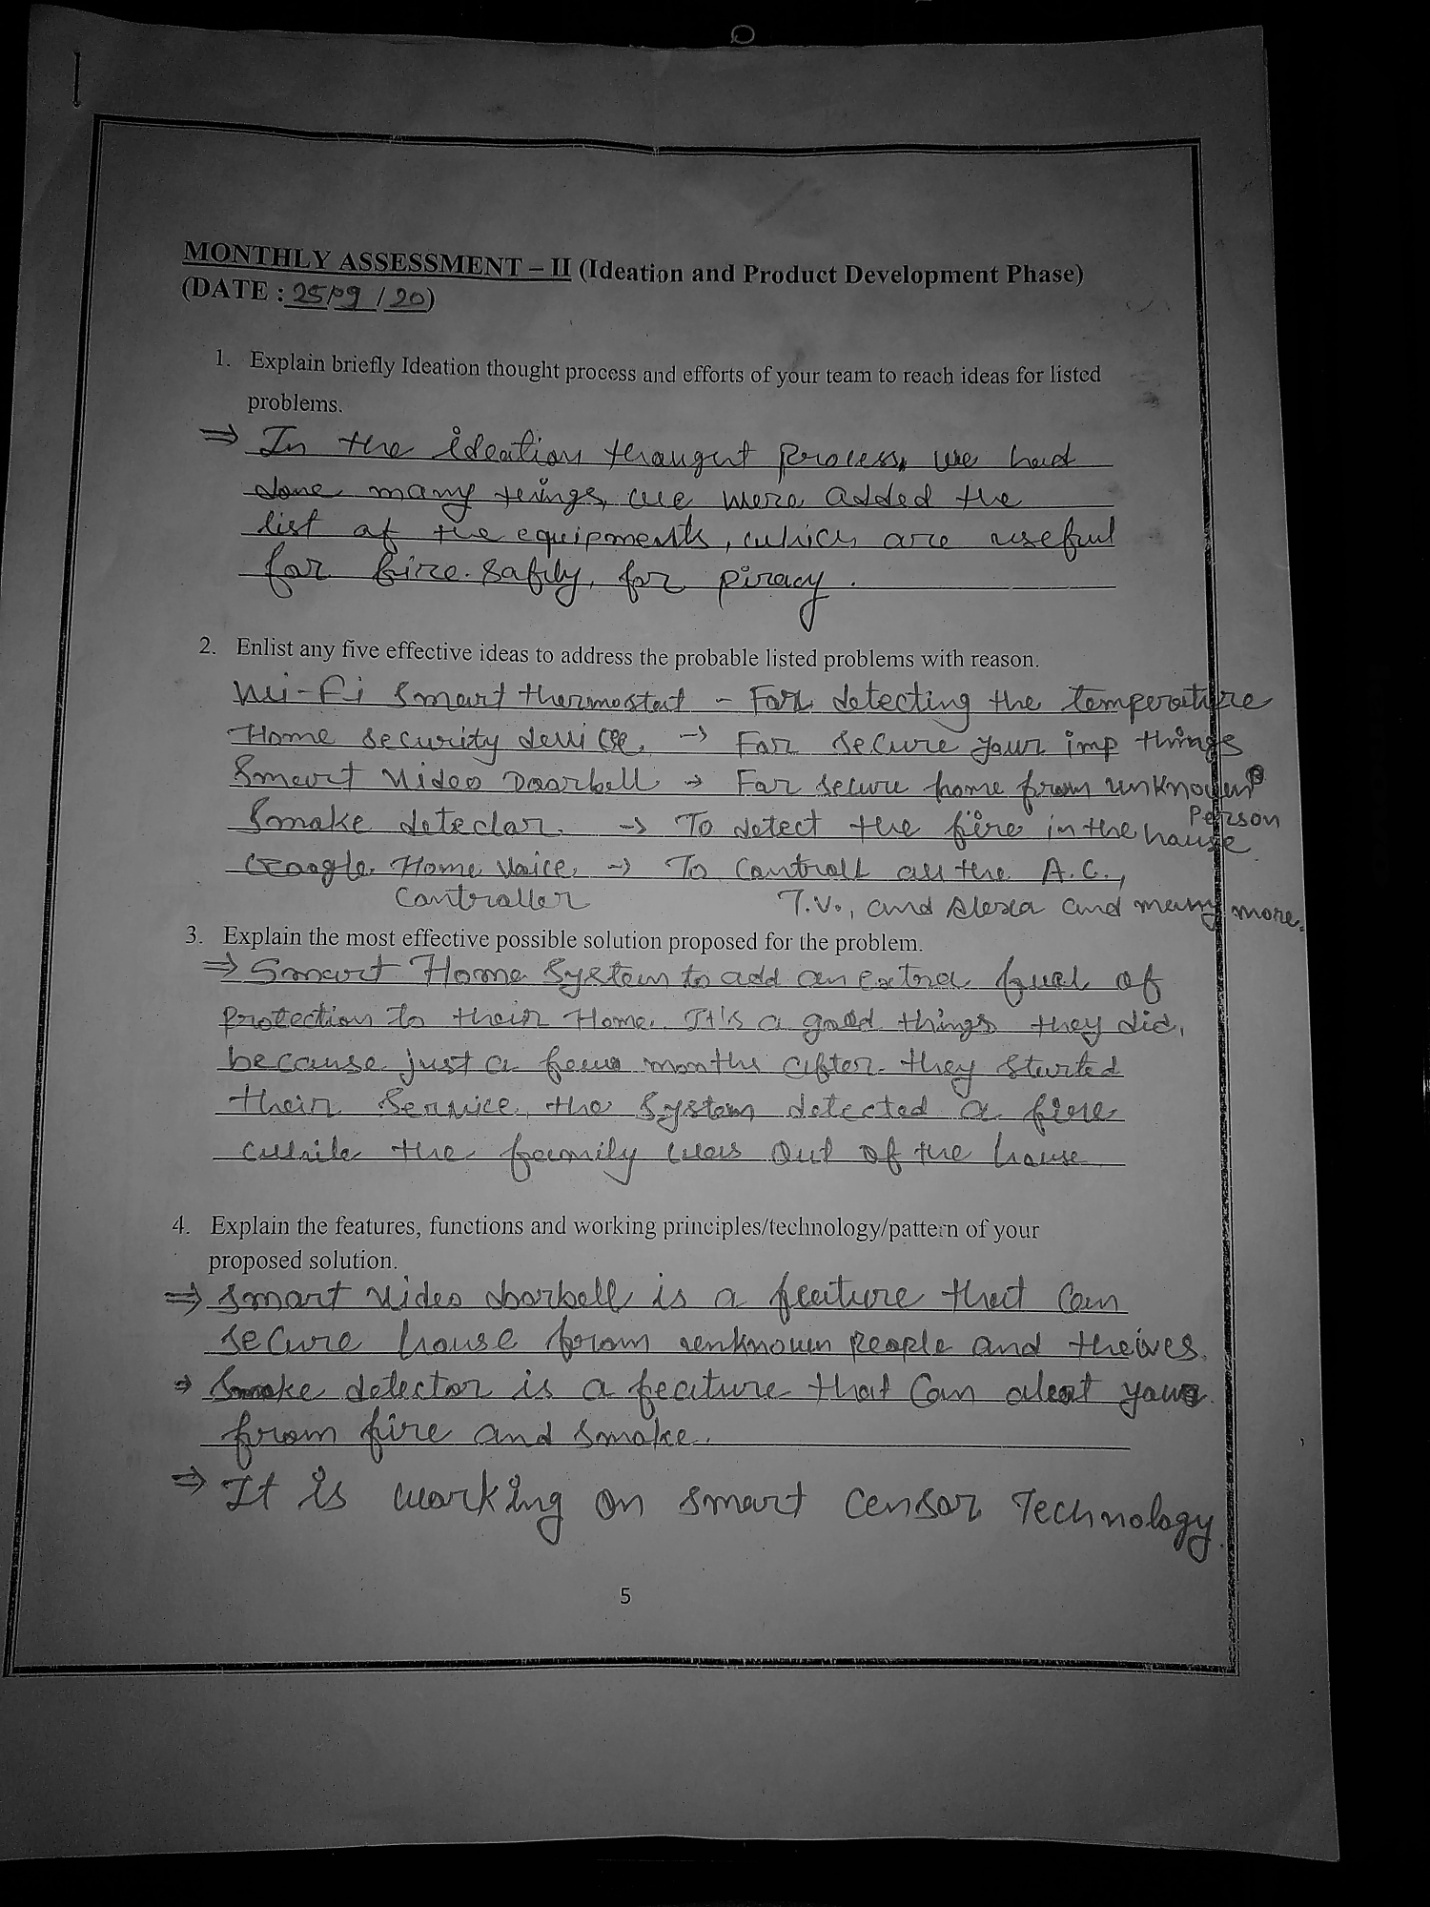 MONTHLY ASSESSMENT – II (Ideation and Product Development Phase)
(DATE : 25/09/20)
1. Explain briefly Ideation thought process and efforts of your team to reach ideas for listed
problems.
⇒ In the ideation thaught process, we had
done many things, we were added the
list of the equipments, which are useful
for fire safity, for piracy.
2. Enlist any five effective ideas to address the probable listed problems with reason.
Wi-Fi Smart thermostat - For detecting the temperature
Home security device. → For secure your imp things
Smart Video Doorbell → For secure home from unknown
Person
Smoke detector. → To detect the fire in the house
Google Home Voice → To Controll all the A.C.,
Controller T.V., and Alexa and many more.
3. Explain the most effective possible solution proposed for the problem.
⇒ Smart Home System to add an extra of
protection to their Home. It's a good things they did,
because just a few months after they started
their Service, the System detected a fire
while the family was out of the house
4. Explain the features, functions and working principles/technology/pattern of your
proposed solution.
⇒ Smart Video dorbell is a feature that can
secure house from unknown people and theives.
→ Smoke detector is a feature that can alert
from fire and smoke.
⇒ It is working on smart censor Technology.
5